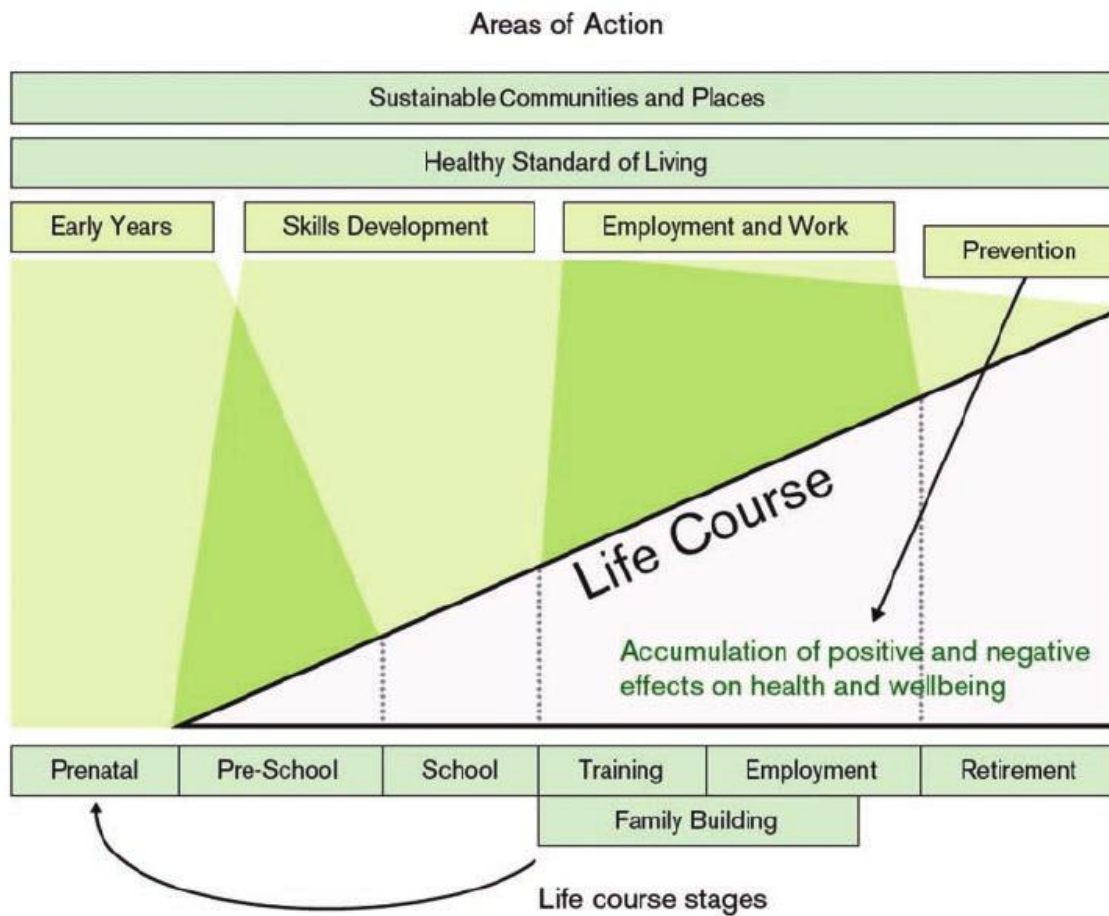 Areas of Action
Sustainable Communities and Places
Healthy Standard of Living
Early Years
Skills Development
Employment and Work
Prevention
Life Course
Accumulation of positive and negative
effects on health and wellbeing
Prenatal
Pre-School
School
Training
Employment
Retirement
Family Building
Life course stages